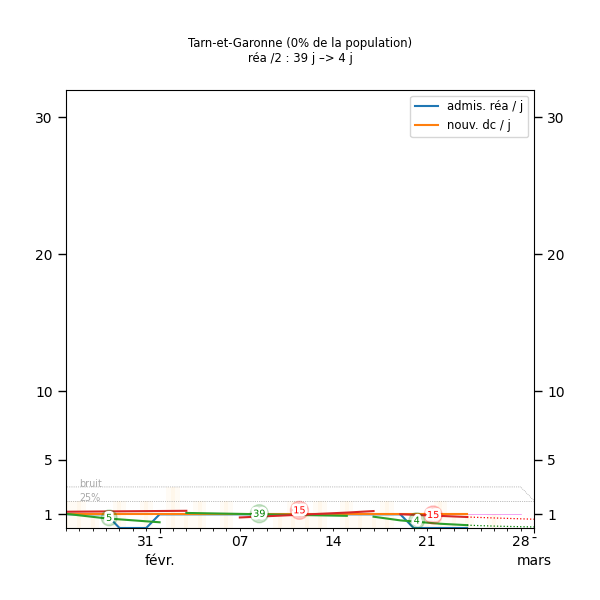 Tarn-et-Garonne (0% de la population)
réa /2 : 39 j –> 4 j
admis. réa / j
nouv. dc / j
30 30
20 20
10 10
5 5
bruit
25%
1 1
5 39 15 4 -15
31 - 07 14 21 28 -
févr. mars